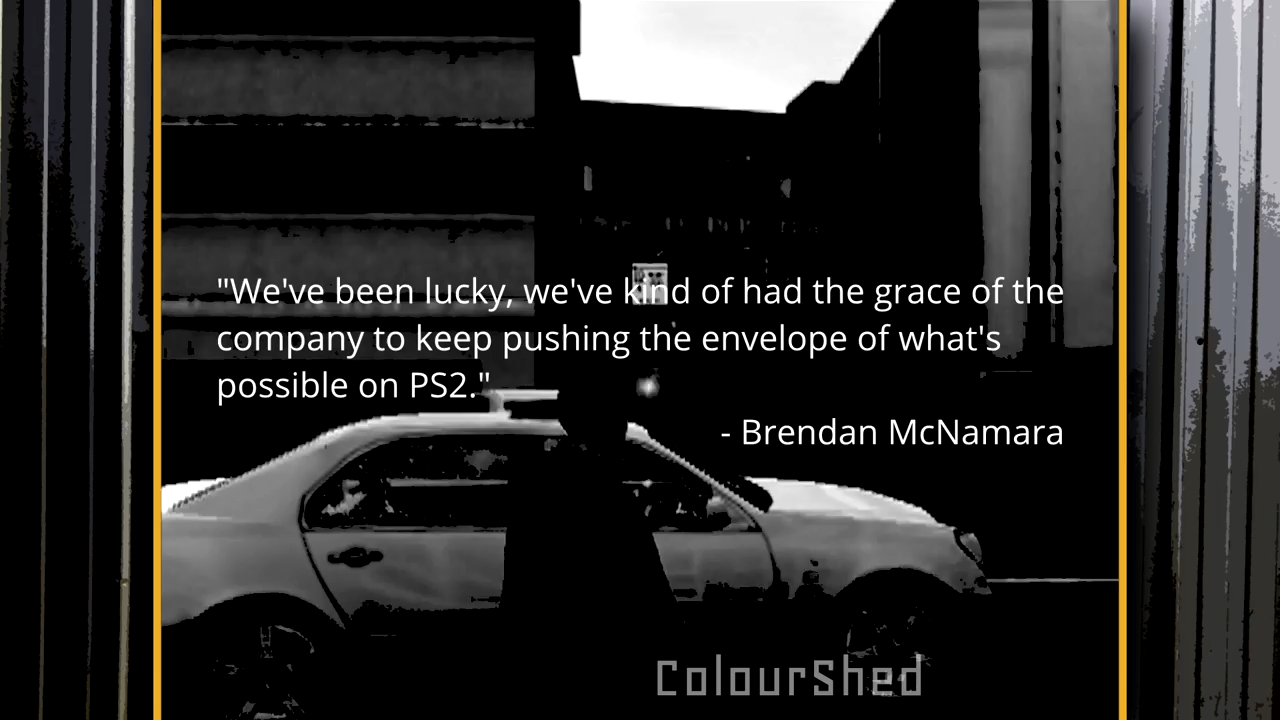 "We've been lucky, we've kind of had the grace of the
company to keep pushing the envelope of what's
possible on PS2."
- Brendan McNamara
ColourShed